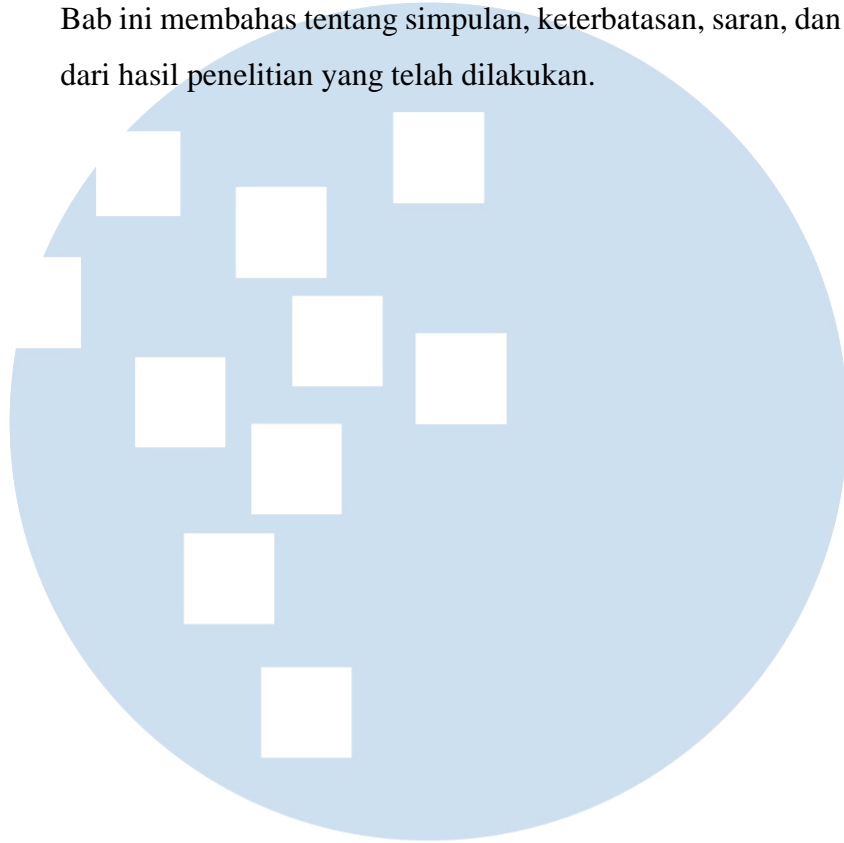 Bab ini membahas tentang simpulan, keterbatasan, saran, dan
dari hasil penelitian yang telah dilakukan.